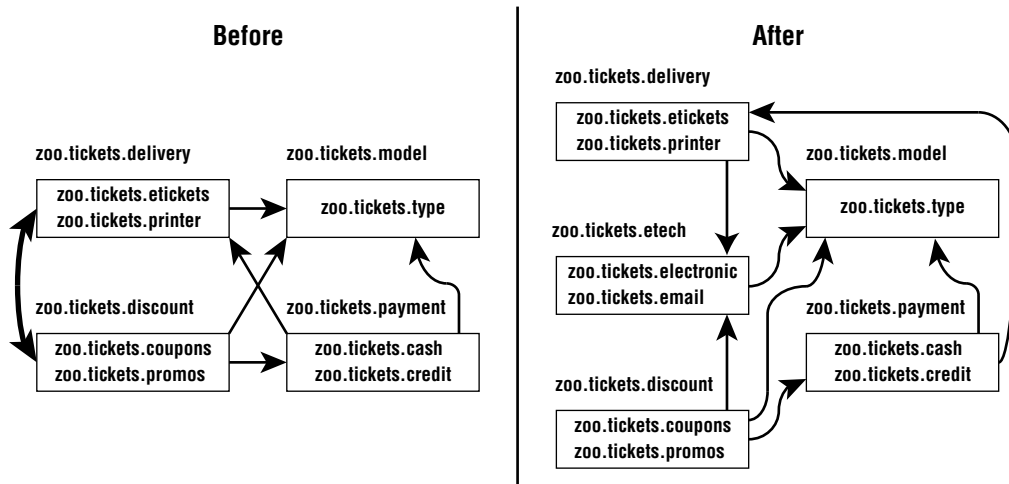 Before
zoo.tickets.delivery
zoo.tickets.etickets
zoo.tickets.printer
zoo.tickets.model
zoo.tickets.type
zoo.tickets.discount
zoo.tickets.coupons
zoo.tickets.promos
zoo.tickets.payment
zoo.tickets.cash
zoo.tickets.credit
After
zoo.tickets.delivery
zoo.tickets.etickets
zoo.tickets.printer
zoo.tickets.model
zoo.tickets.type
zoo.tickets.etech
zoo.tickets.electronic
zoo.tickets.email
zoo.tickets.payment
zoo.tickets.cash
zoo.tickets.credit
zoo.tickets.discount
zoo.tickets.coupons
zoo.tickets.promos